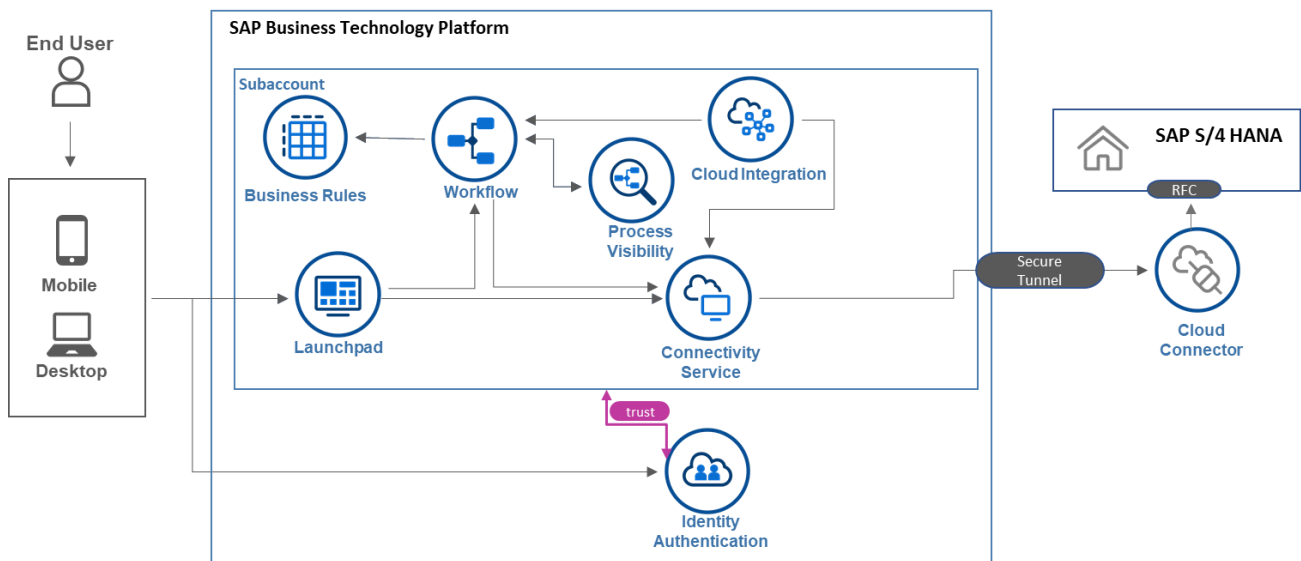 SAP Business Technology Platform
End User
Subaccount
Business Rules
Workflow
Process
Visibility
Cloud Integration
SAP S/4 HANA
RFC
Mobile
Desktop
Launchpad
Connectivity
Service
Secure
Tunnel
Cloud
Connector
trust
Identity
Authentication